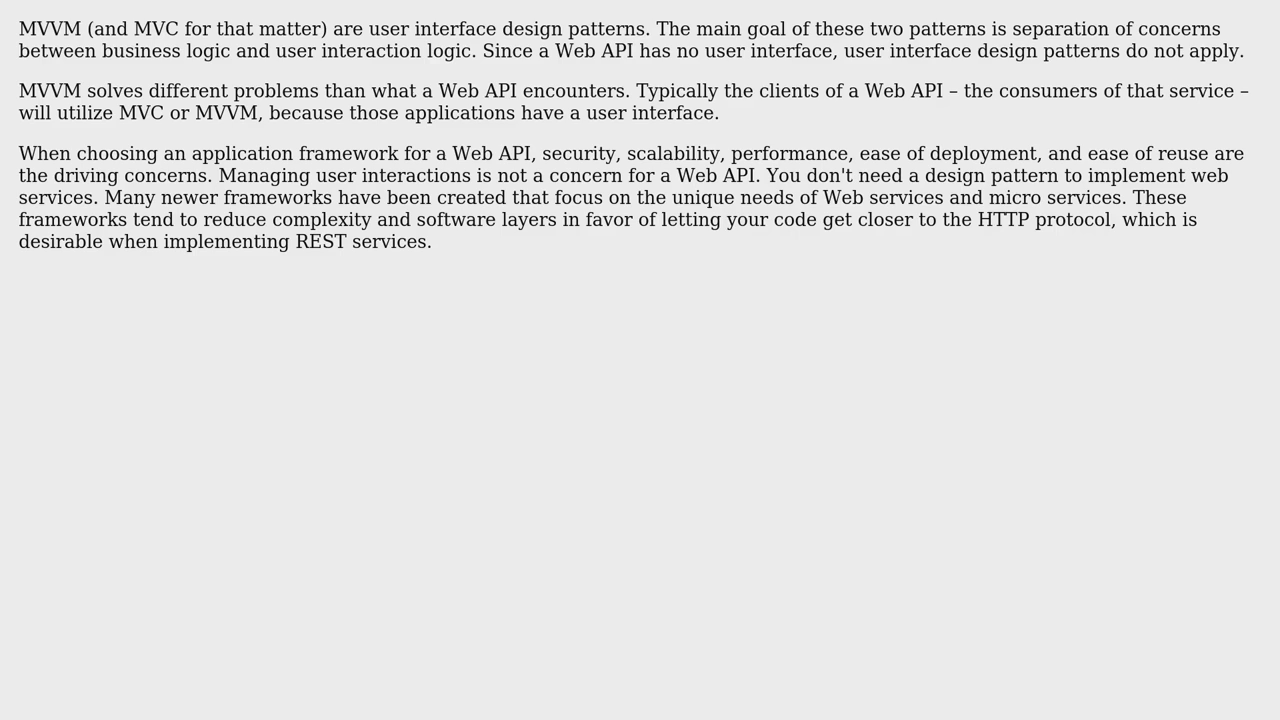 MVVM (and MVC for that matter) are user interface design patterns. The main goal of these two patterns is separation of concerns
between business logic and user interaction logic. Since a Web API has no user interface, user interface design patterns do not apply.
MVVM solves different problems than what a Web API encounters. Typically the clients of a Web API – the consumers of that service –
will utilize MVC or MVVM, because those applications have a user interface.
When choosing an application framework for a Web API, security, scalability, performance, ease of deployment, and ease of reuse are
the driving concerns. Managing user interactions is not a concern for a Web API. You don't need a design pattern to implement web
services. Many newer frameworks have been created that focus on the unique needs of Web services and micro services. These
frameworks tend to reduce complexity and software layers in favor of letting your code get closer to the HTTP protocol, which is
desirable when implementing REST services.